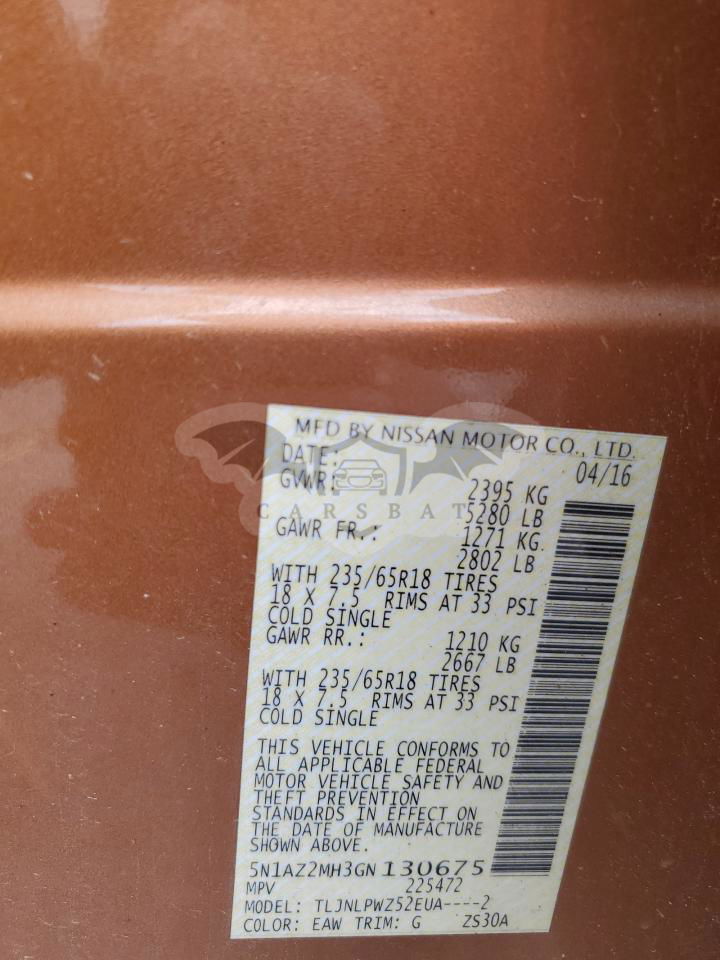 MFD BY NISSAN MOTOR CO., LTD.
DATE: 04/16
GVWR: 2395 KG
5280 LB
GAWR FR.: 1271 KG
2802 LB
WITH 235/65R18 TIRES
18 X 7.5 RIMS AT 33 PSI
COLD SINGLE
GAWR RR.: 1210 KG
2667 LB
WITH 235/65R18 TIRES
18 X 7.5 RIMS AT 33 PSI
COLD SINGLE
THIS VEHICLE CONFORMS TO
ALL APPLICABLE FEDERAL
MOTOR VEHICLE SAFETY AND
THEFT PREVENTION
STANDARDS IN EFFECT ON
THE DATE OF MANUFACTURE
SHOWN ABOVE.
5N1AZ2MH3GN130675
MPV 225472
MODEL: TLJNLPWZ52EUA----2
COLOR: EAW TRIM: G ZS30A
CARSBAT